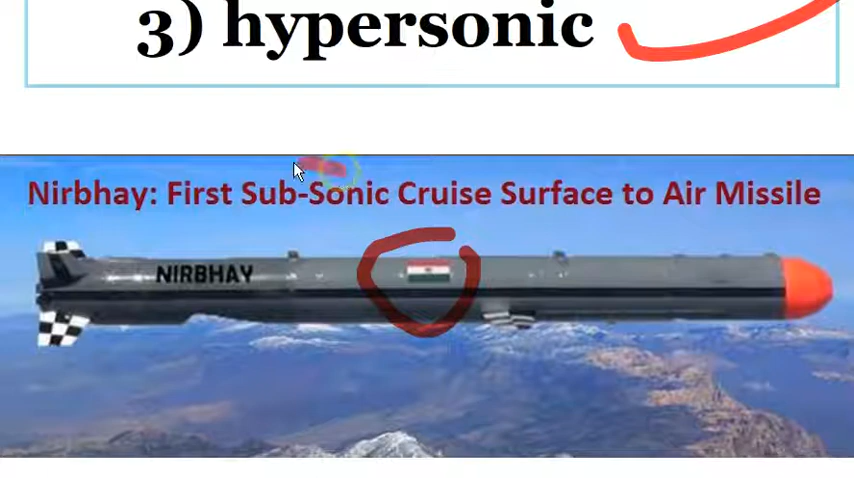 3) hypersonic
Nirbhay: First Sub-Sonic Cruise Surface to Air Missile
NIRBHAY